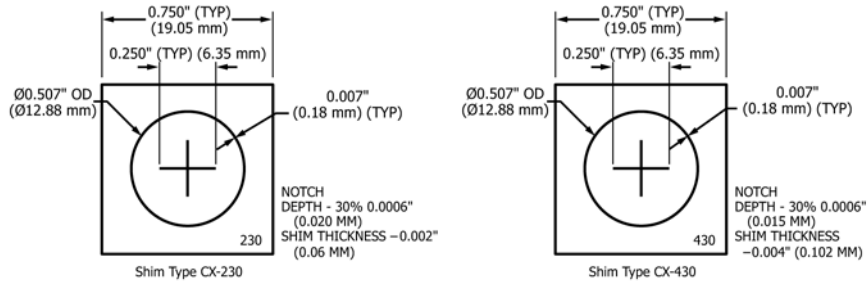 0.750" (TYP)
(19.05 mm)
0.250" (TYP) (6.35 mm)
Ø0.507" OD
(Ø12.88 mm)
0.007"
(0.18 mm) (TYP)
NOTCH
DEPTH - 30% 0.0006"
(0.020 MM)
SHIM THICKNESS –0.002"
(0.06 MM)
230
Shim Type CX-230
0.750" (TYP)
(19.05 mm)
0.250" (TYP) (6.35 mm)
Ø0.507" OD
(Ø12.88 mm)
0.007"
(0.18 mm) (TYP)
NOTCH
DEPTH - 30% 0.0006"
(0.015 MM)
SHIM THICKNESS
–0.004" (0.102 MM)
430
Shim Type CX-430